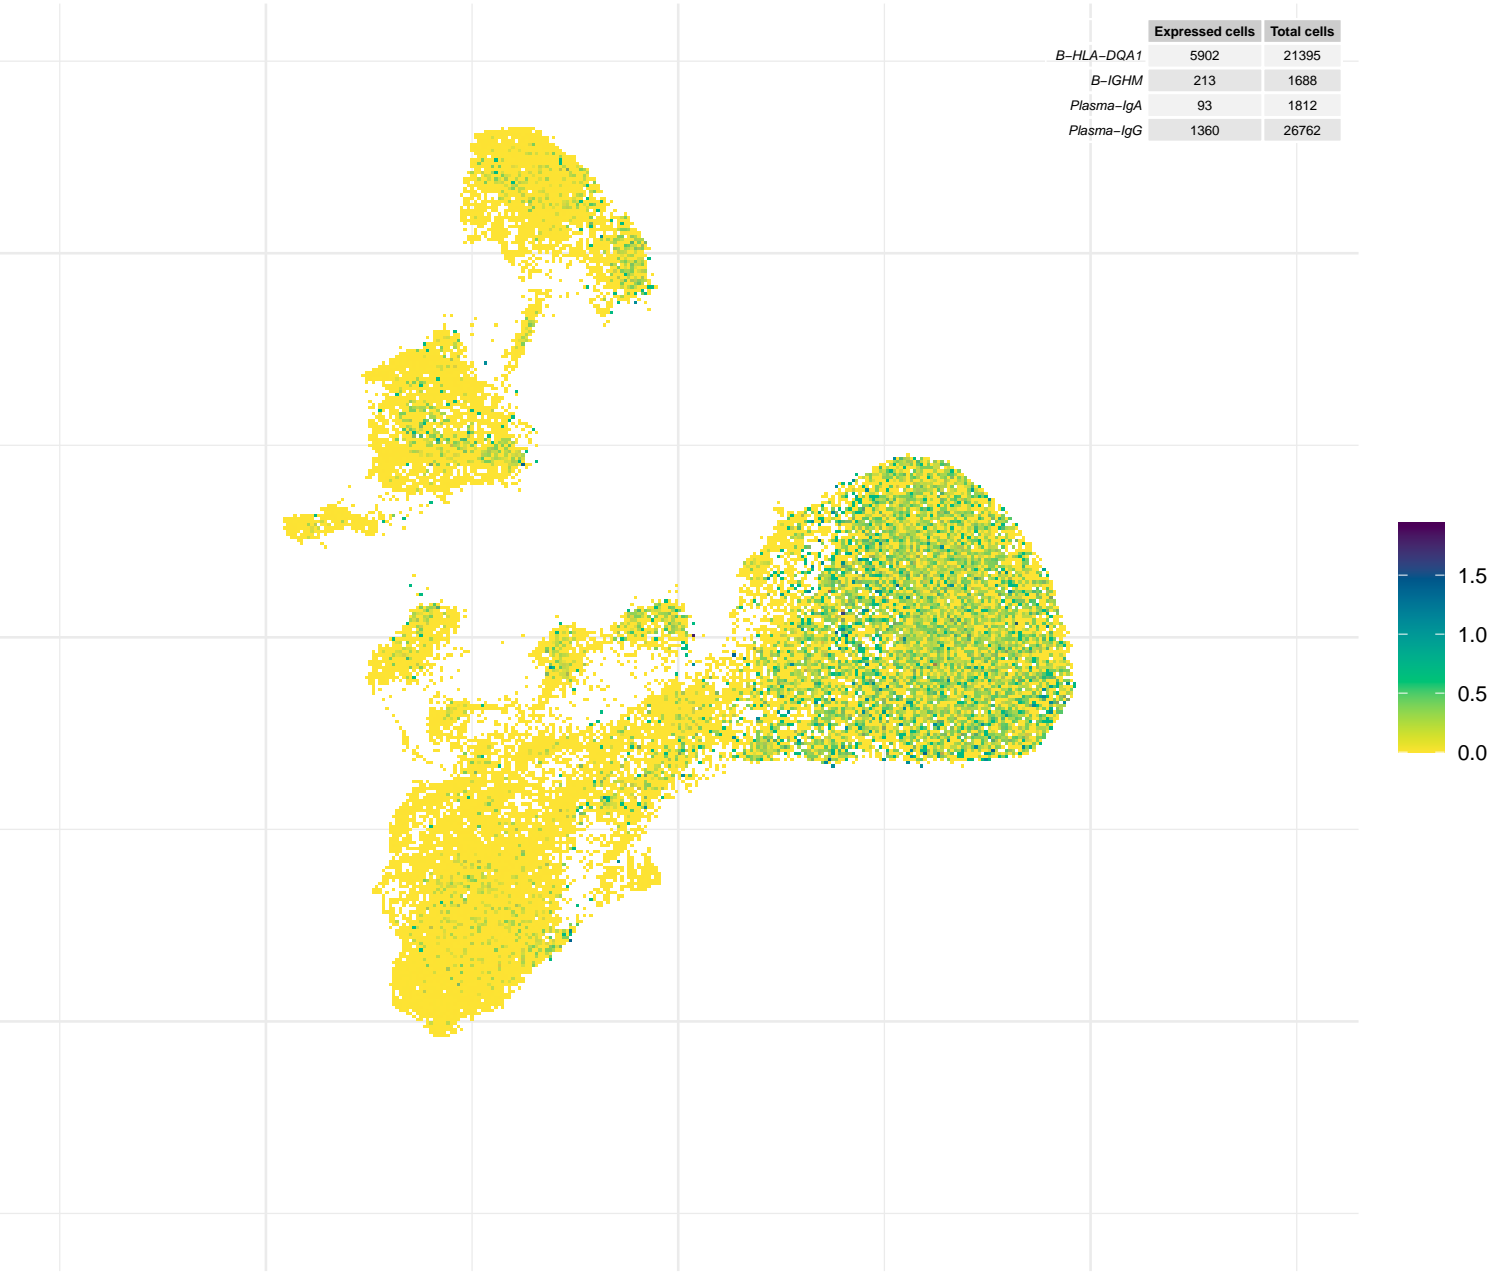 Expressed cells Total cells
B−HLA−DQA1 5902 21395
B−IGHM 213 1688
Plasma−IgA 93 1812
Plasma−IgG 1360 26762
1.5
1.0
0.5
0.0